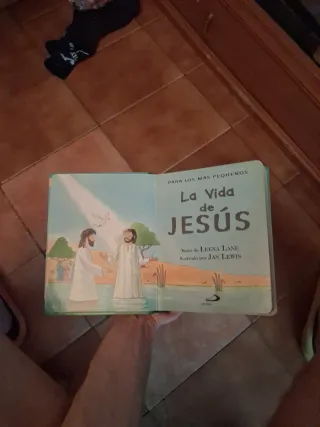 PARA LOS MÁS PEQUEÑOS
La Vida
de
JESÚS
Texto de LEENA LANE
Ilustrado por JAN LEWIS